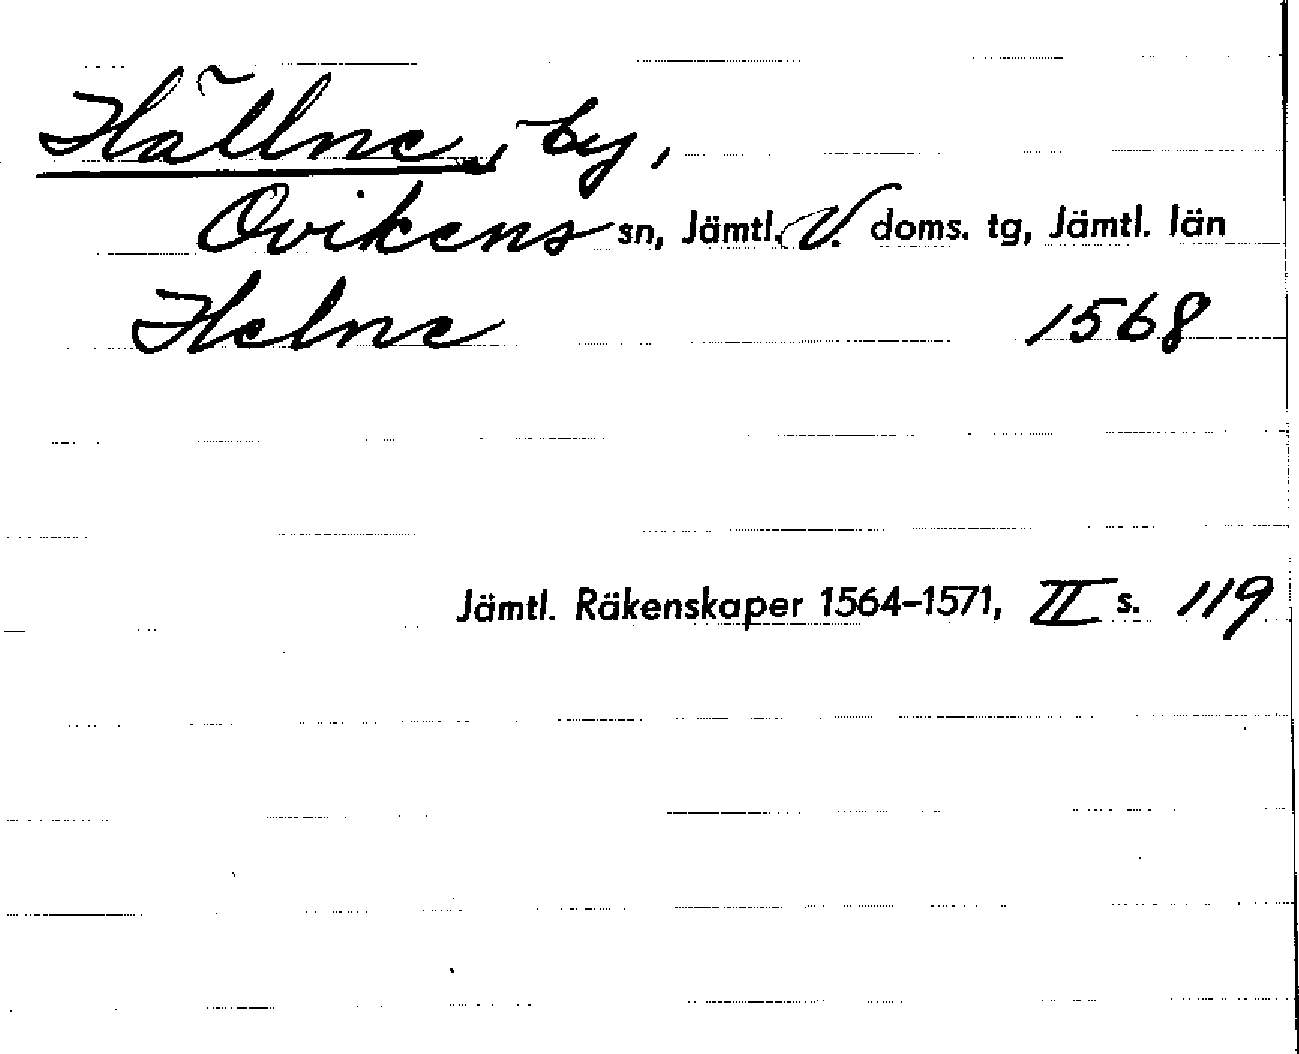 Hällne, by,
Ovikens sn, Jämtl. V. doms. tg, Jämtl. län
Helne 1568
Jämtl. Räkenskaper 1564–1571, II s. 119